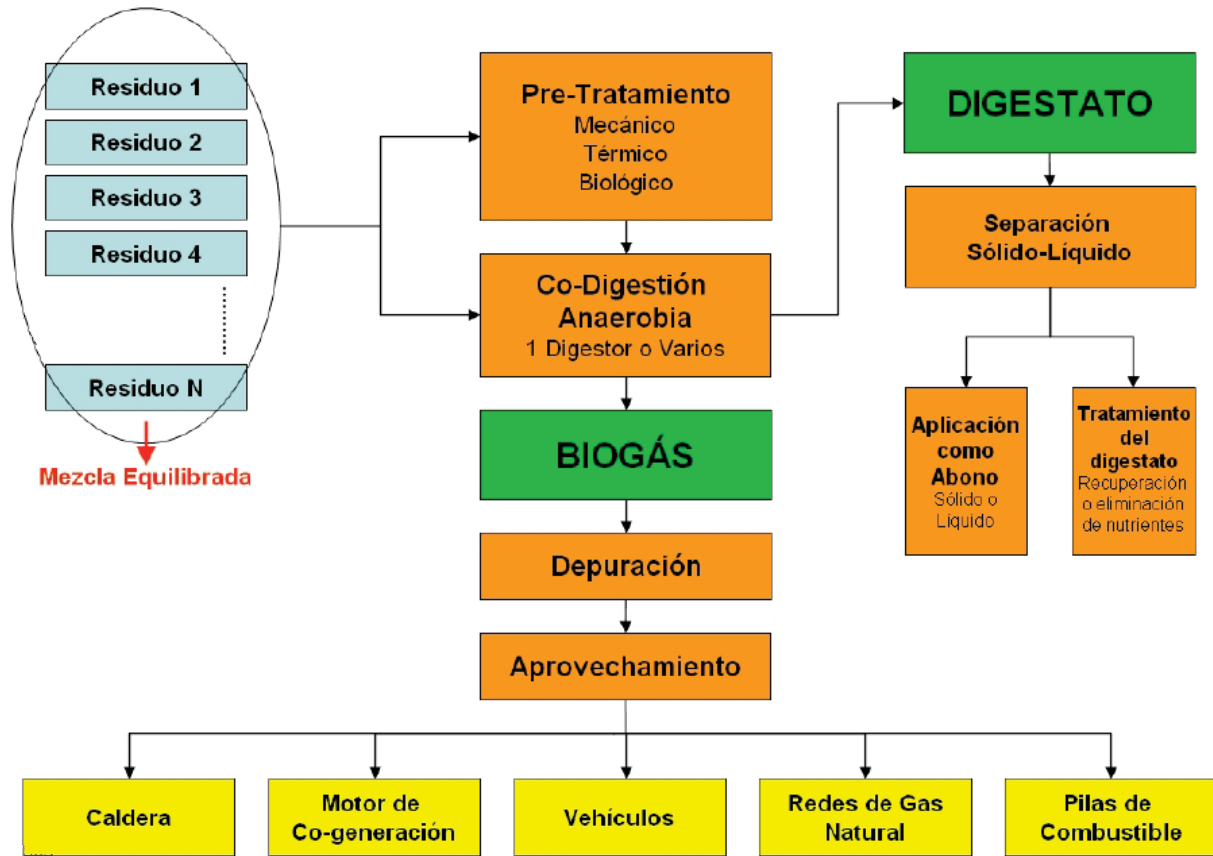 Residuo 1
Residuo 2
Residuo 3
Residuo 4
Residuo N
Mezcla Equilibrada
Pre-Tratamiento
Mecánico
Térmico
Biológico
Co-Digestión
Anaerobia
1 Digestor o Varios
BIOGÁS
Depuración
Aprovechamiento
DIGESTATO
Separación
Sólido-Líquido
Aplicación
como
Abono
Sólido o
Líquido
Tratamiento
del
digestato
Recuperación
o eliminación
de nutrientes
Caldera
Motor de
Co-generación
Vehículos
Redes de Gas
Natural
Pilas de
Combustible